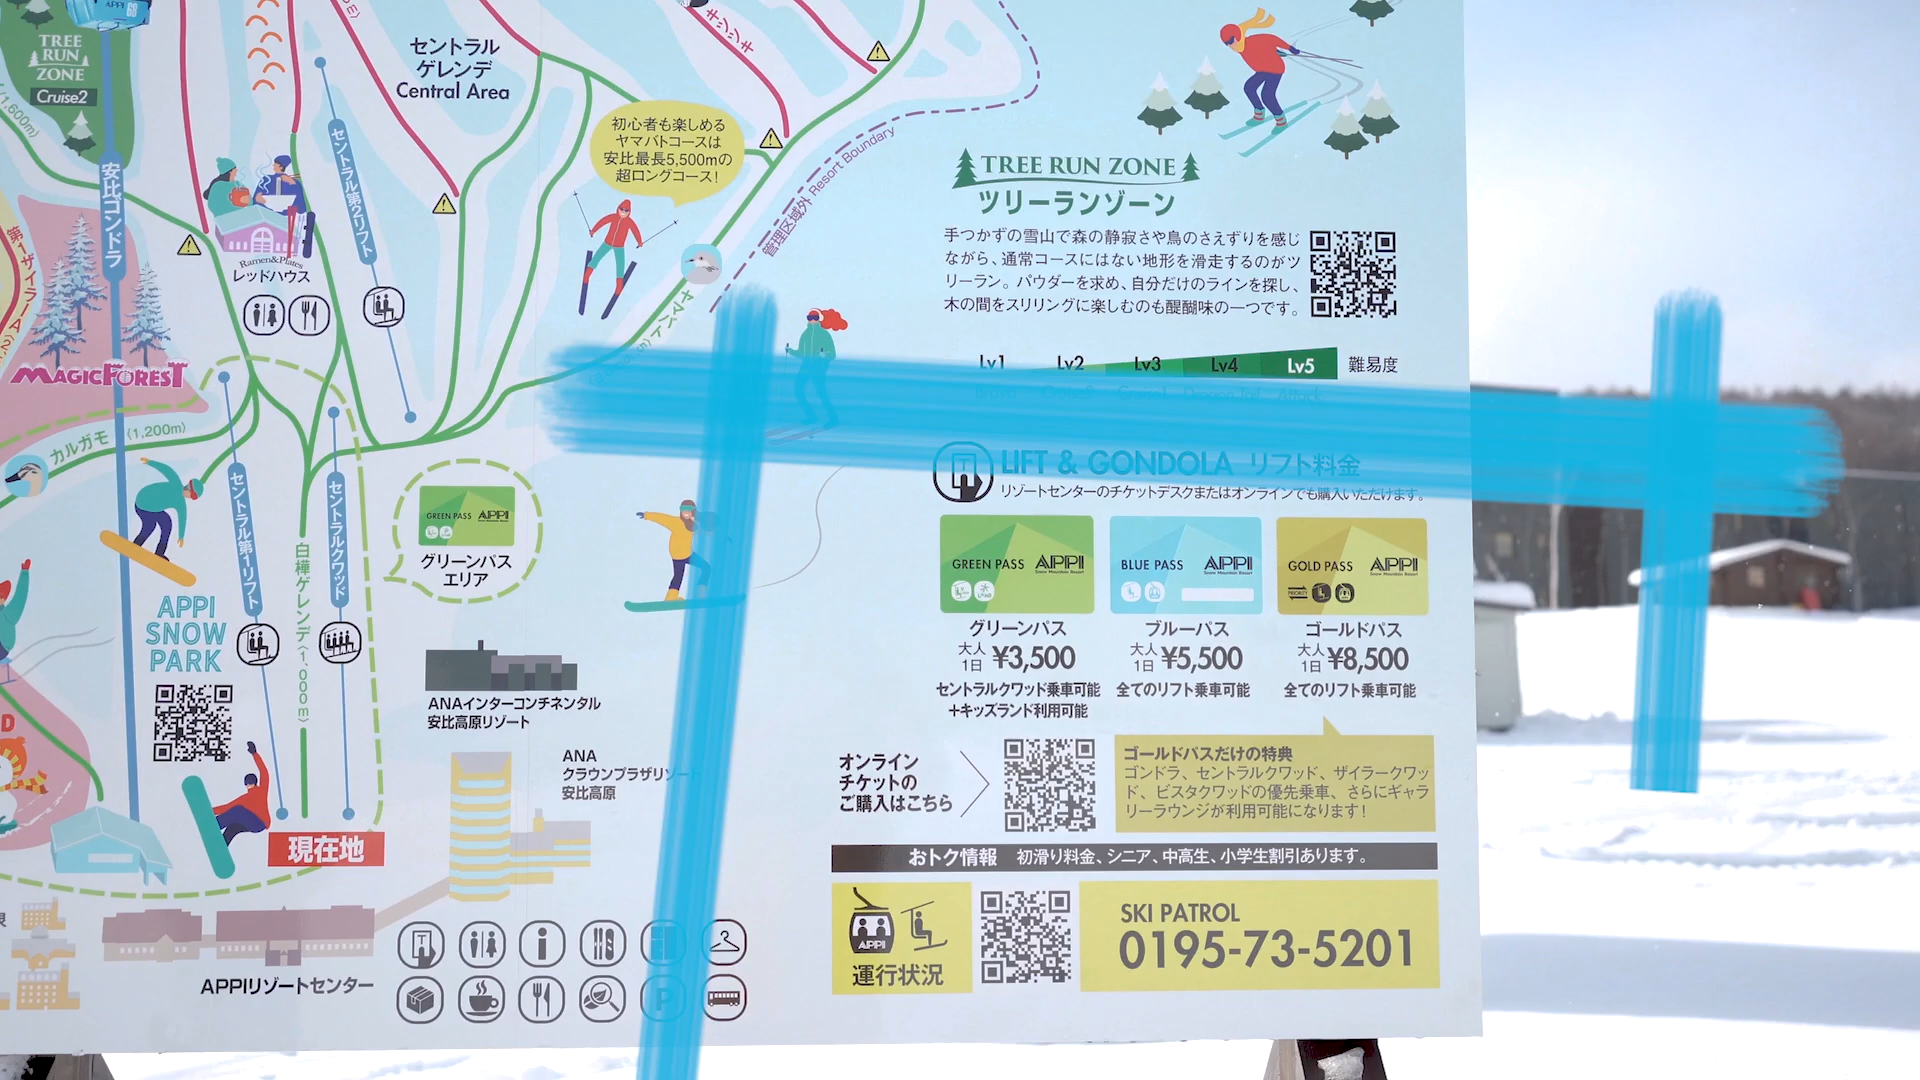 APPI 68
TREE
RUN
ZONE
Cruise2
安比ゴンドラ
MAGIC FOREST
カルガモ (1,200m)
セントラル
ゲレンデ
Central Area
セントラル第2リフト
キツツキ
初心者も楽しめる
ヤマバトコースは
安比最長5,500mの
超ロングコース!
管理区域外 Resort Boundary
ヤマバト
Ramen&Plates
レッドハウス
セントラル第1リフト
セントラルクワッド
白樺ゲレンデ(1,000m)
GREEN PASS APPI
グリーンパス
エリア
APPI
SNOW
PARK
現在地
ANAインターコンチネンタル
安比高原リゾート
ANA
クラウンプラザリゾート
安比高原
APPIリゾートセンター
P
TREE RUN ZONE
ツリーランゾーン
手つかずの雪山で森の静寂さや鳥のさえずりを感じ
ながら、通常コースにはない地形を滑走するのがツ
リーラン。パウダーを求め、自分だけのラインを探し、
木の間をスリリングに楽しむのも醍醐味の一つです。
Lv1 Lv2 Lv3 Lv4 Lv5 難易度
LIFT & GONDOLA リフト料金
リゾートセンターのチケットデスクまたはオンラインでも購入いただけます。
GREEN PASS APPI
BLUE PASS APPI
GOLD PASS APPI
グリーンパス
大人
1日 ¥3,500
セントラルクワッド乗車可能
+キッズランド利用可能
ブルーパス
大人
1日 ¥5,500
全てのリフト乗車可能
ゴールドパス
大人
1日 ¥8,500
全てのリフト乗車可能
オンライン
チケットの
ご購入はこちら
ゴールドパスだけの特典
ゴンドラ、セントラルクワッド、ザイラークワッ
ド、ビスタクワッドの優先乗車、さらにギャラ
リーラウンジが利用可能になります!
おトク情報 初滑り料金、シニア、中高生、小学生割引あります。
APPI
運行状況
SKI PATROL
0195-73-5201